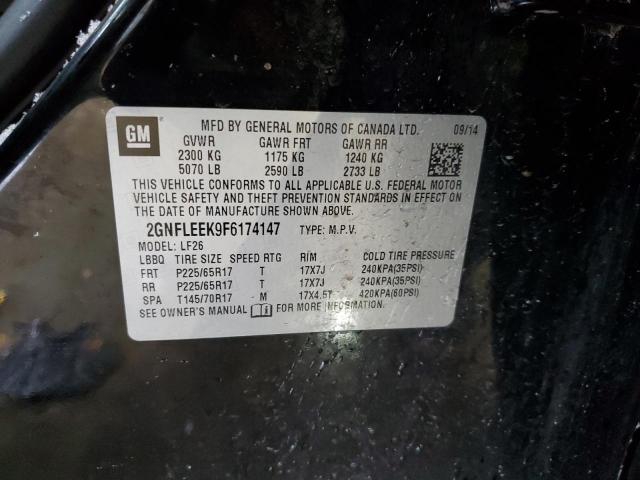 GM
MFD BY GENERAL MOTORS OF CANADA LTD. 09/14
GVWR GAWR FRT GAWR RR
2300 KG 1175 KG 1240 KG
5070 LB 2590 LB 2733 LB
THIS VEHICLE CONFORMS TO ALL APPLICABLE U.S. FEDERAL MOTOR
VEHICLE SAFETY AND THEFT PREVENTION STANDARDS IN EFFECT ON
THE DATE OF MANUFACTURE SHOWN ABOVE.
2GNFLEEK9F6174147 TYPE: M.P.V.
MODEL: LF26
LBBQ TIRE SIZE SPEED RTG RIM COLD TIRE PRESSURE
FRT P225/65R17 T 17X7J 240KPA(35PSI)
RR P225/65R17 T 17X7J 240KPA(35PSI)
SPA T145/70R17 M 17X4.5T 420KPA(60PSI)
SEE OWNER'S MANUAL FOR MORE INFORMATION.